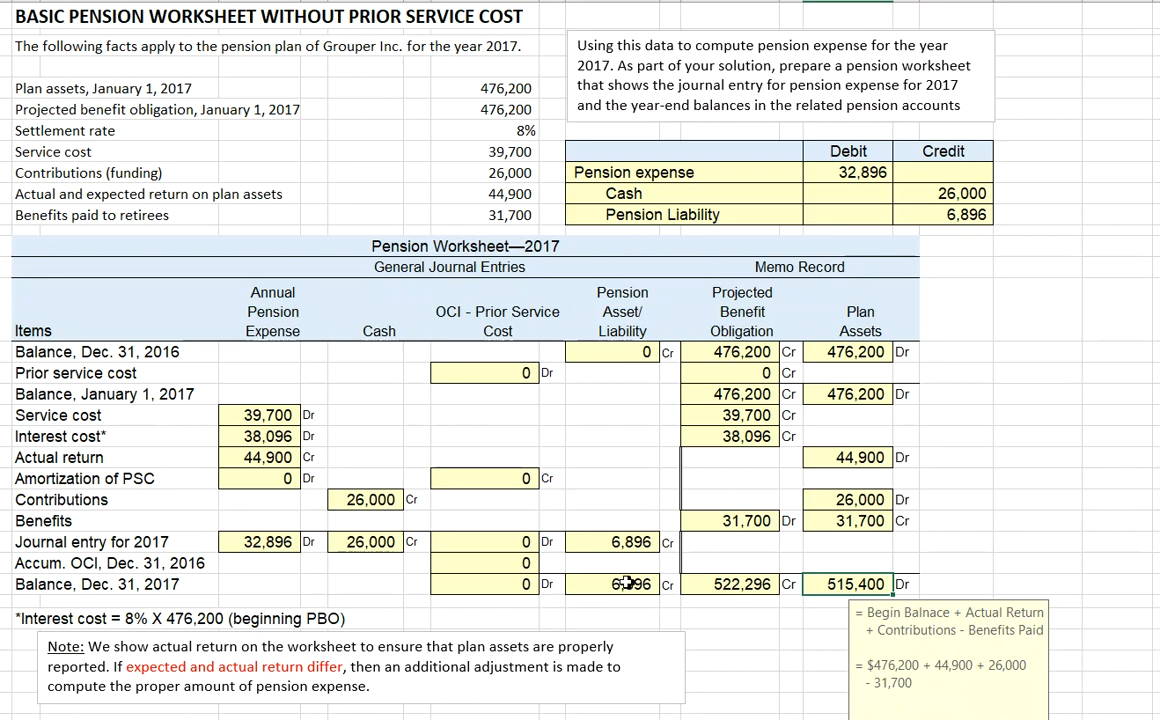 BASIC PENSION WORKSHEET WITHOUT PRIOR SERVICE COST
The following facts apply to the pension plan of Grouper Inc. for the year 2017.
Using this data to compute pension expense for the year
2017. As part of your solution, prepare a pension worksheet
that shows the journal entry for pension expense for 2017
and the year-end balances in the related pension accounts
Plan assets, January 1, 2017 476,200
Projected benefit obligation, January 1, 2017 476,200
Settlement rate 8%
Service cost 39,700
Contributions (funding) 26,000
Actual and expected return on plan assets 44,900
Benefits paid to retirees 31,700
Debit Credit
Pension expense 32,896
Cash 26,000
Pension Liability 6,896
Pension Worksheet—2017
General Journal Entries Memo Record
Annual Pension Projected
Pension OCI - Prior Service Asset/ Benefit Plan
Items Expense Cash Cost Liability Obligation Assets
Balance, Dec. 31, 2016 0 Cr 476,200 Cr 476,200 Dr
Prior service cost 0 Dr 0 Cr
Balance, January 1, 2017 476,200 Cr 476,200 Dr
Service cost 39,700 Dr 39,700 Cr
Interest cost* 38,096 Dr 38,096 Cr
Actual return 44,900 Cr 44,900 Dr
Amortization of PSC 0 Dr 0 Cr
Contributions 26,000 Cr 26,000 Dr
Benefits 31,700 Dr 31,700 Cr
Journal entry for 2017 32,896 Dr 26,000 Cr 0 Dr 6,896 Cr
Accum. OCI, Dec. 31, 2016 0
Balance, Dec. 31, 2017 0 Dr Cr 522,296 Cr 515,400 Dr
*Interest cost = 8% X 476,200 (beginning PBO)
Note: We show actual return on the worksheet to ensure that plan assets are properly
reported. If expected and actual return differ, then an additional adjustment is made to
compute the proper amount of pension expense.
= Begin Balnace + Actual Return
+ Contributions - Benefits Paid
= $476,200 + 44,900 + 26,000
- 31,700